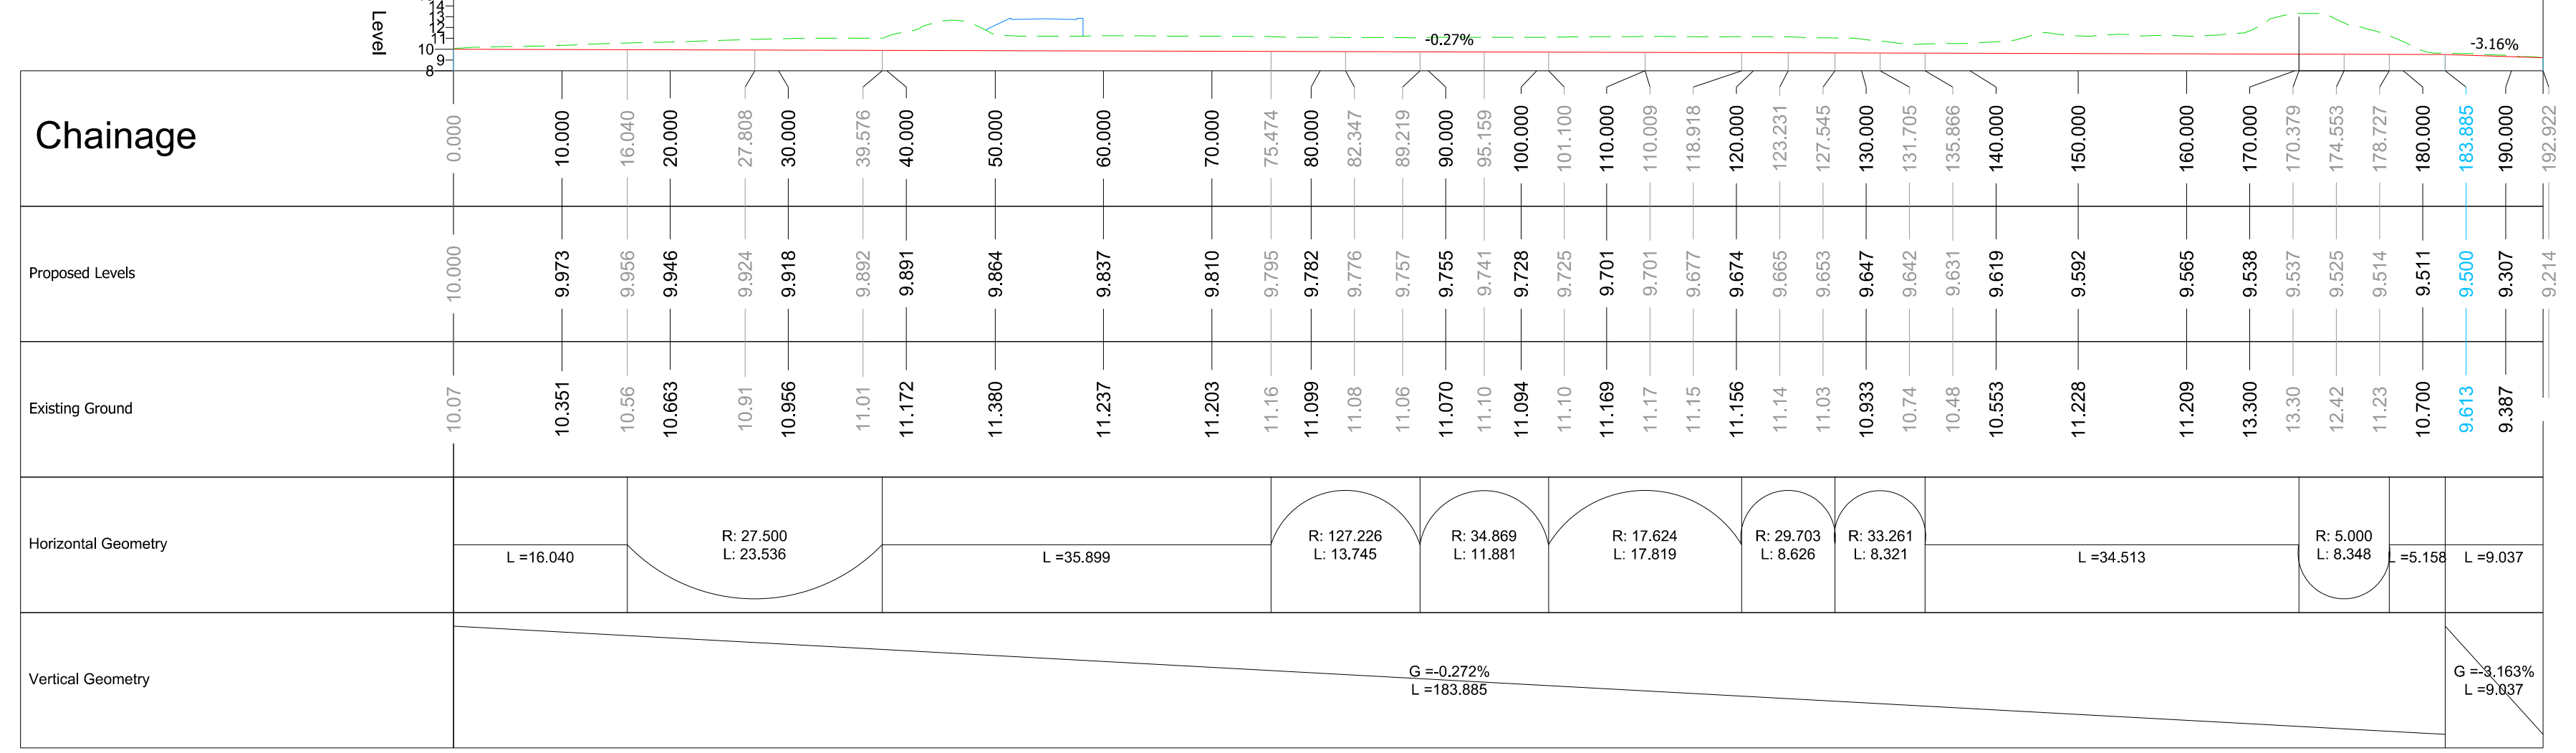 14
13
12
11
10
9
8
Level
-0.27%
-3.16%
Chainage
0.000 10.000 16.040 20.000 27.808 30.000 39.576 40.000 50.000 60.000 70.000 75.474 80.000 82.347 89.219 90.000 95.159 100.000 101.100 110.000 110.009 118.918 120.000 123.231 127.545 130.000 131.705 135.866 140.000 150.000 160.000 170.000 170.379 174.553 178.727 180.000 183.885 190.000 192.922
Proposed Levels
10.000 9.973 9.956 9.946 9.924 9.918 9.892 9.891 9.864 9.837 9.810 9.795 9.782 9.776 9.757 9.755 9.741 9.728 9.725 9.701 9.701 9.677 9.674 9.665 9.653 9.647 9.642 9.631 9.619 9.592 9.565 9.538 9.537 9.525 9.514 9.511 9.500 9.307 9.214
Existing Ground
10.07 10.351 10.56 10.663 10.91 10.956 11.01 11.172 11.380 11.237 11.203 11.16 11.099 11.08 11.06 11.070 11.10 11.094 11.10 11.169 11.17 11.15 11.156 11.14 11.03 10.933 10.74 10.48 10.553 11.228 11.209 13.300 13.30 12.42 11.23 10.700 9.613 9.387
Horizontal Geometry
L =16.040
R: 27.500
L: 23.536
L =35.899
R: 127.226
L: 13.745
R: 34.869
L: 11.881
R: 17.624
L: 17.819
R: 29.703
L: 8.626
R: 33.261
L: 8.321
L =34.513
R: 5.000
L: 8.348
L =5.158
L =9.037
Vertical Geometry
G =-0.272%
L =183.885
G =-3.163%
L =9.037